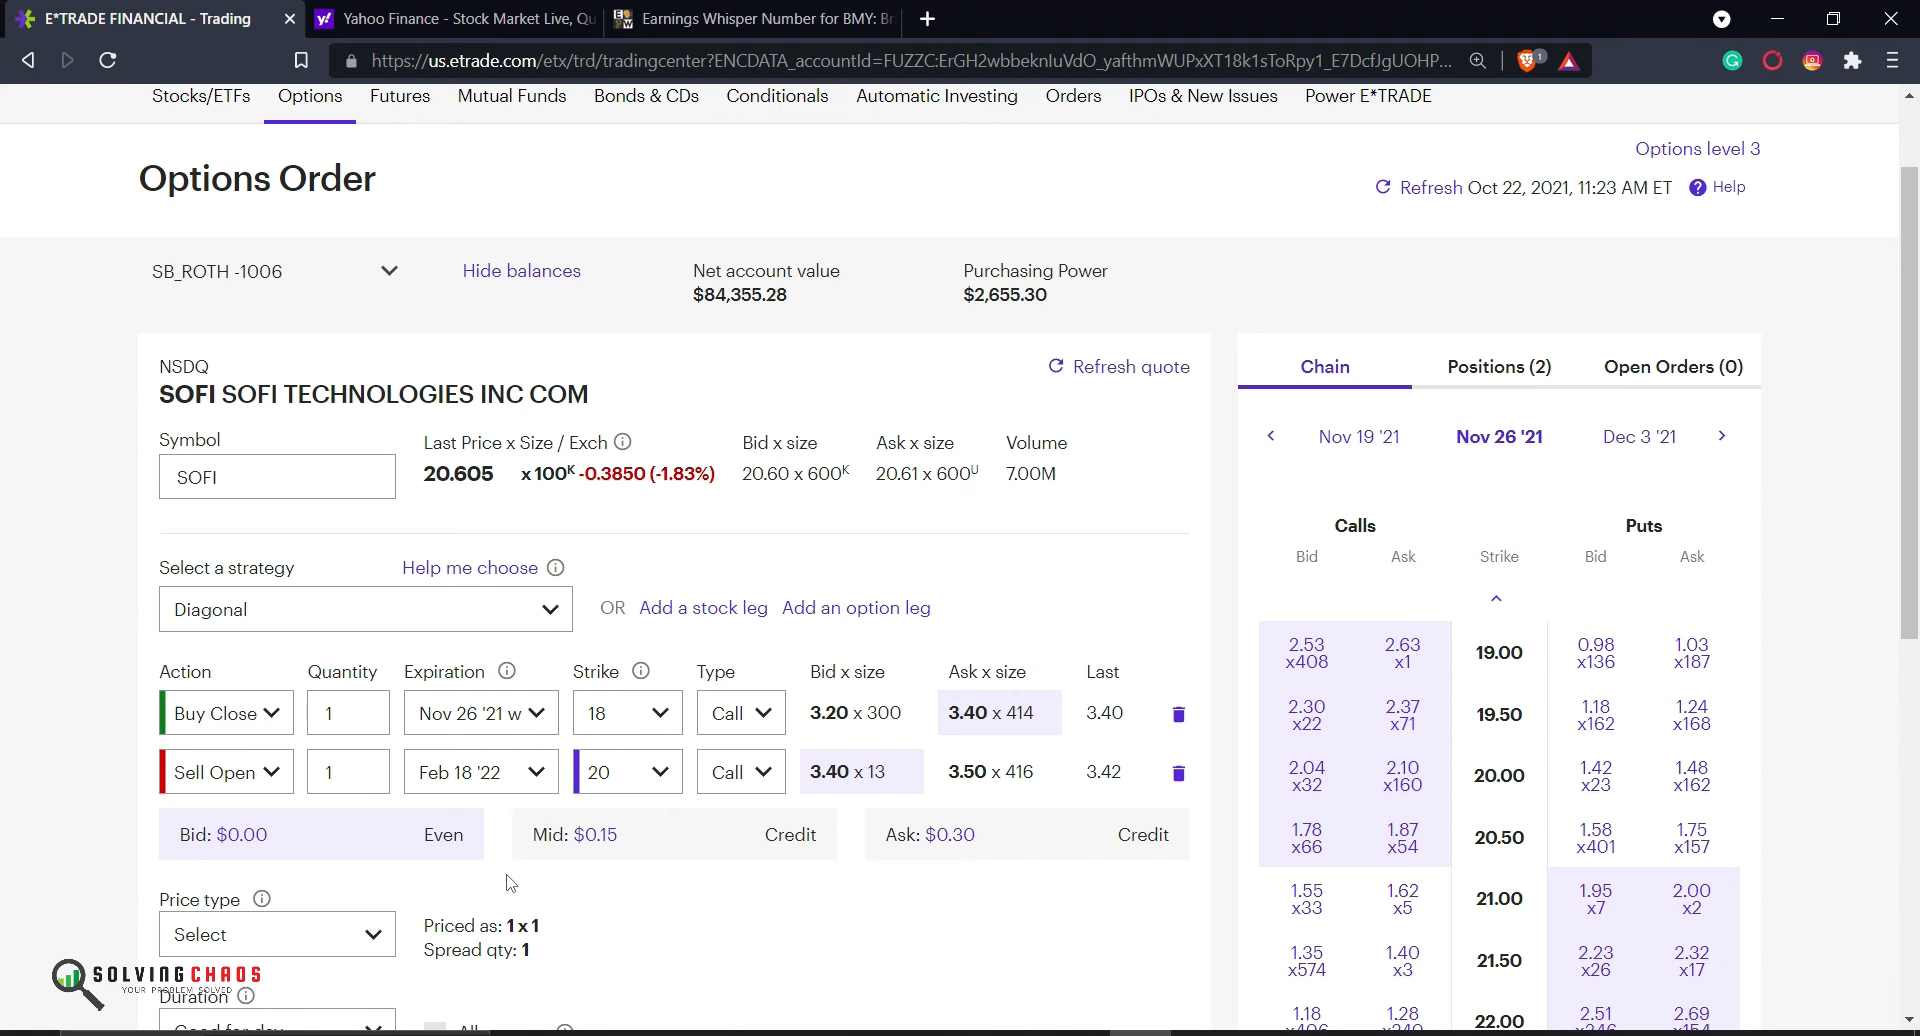 E*TRADE FINANCIAL - Trading
Yahoo Finance - Stock Market Live, Qu
Earnings Whisper Number for BMY: Br
https://us.etrade.com/etx/trd/tradingcenter?ENCDATA_accountId=FUZZC:ErGH2wbbeknluVdO_yafthmWUPxXT18k1sToRpy1_E7DcfJgUOHP...
1
Stocks/ETFs Options Futures Mutual Funds Bonds & CDs Conditionals Automatic Investing Orders IPOs & New Issues Power E*TRADE
Options level 3
Options Order
Refresh Oct 22, 2021, 11:23 AM ET Help
SB_ROTH -1006 Hide balances Net account value Purchasing Power
$84,355.28 $2,655.30
NSDQ Refresh quote
SOFI SOFI TECHNOLOGIES INC COM
Symbol Last Price x Size / Exch Bid x size Ask x size Volume
SOFI 20.605 x 100K -0.3850 (-1.83%) 20.60 x 600K 20.61 x 600U 7.00M
Select a strategy Help me choose
Diagonal OR Add a stock leg Add an option leg
Action Quantity Expiration Strike Type Bid x size Ask x size Last
Buy Close 1 Nov 26 '21 w 18 Call 3.20 x 300 3.40 x 414 3.40
Sell Open 1 Feb 18 '22 20 Call 3.40 x 13 3.50 x 416 3.42
Bid: $0.00 Even Mid: $0.15 Credit Ask: $0.30 Credit
Price type
Select Priced as: 1 x 1
Spread qty: 1
SOLVING CHAOS
YOUR PROBLEM SOLVED
Duration
Good for day All
Chain Positions (2) Open Orders (0)
Nov 19 '21 Nov 26 '21 Dec 3 '21
Calls Puts
Bid Ask Strike Bid Ask
2.53 2.63 19.00 0.98 1.03
x408 x1 x136 x187
2.30 2.37 19.50 1.18 1.24
x22 x71 x162 x168
2.04 2.10 20.00 1.42 1.48
x32 x160 x23 x162
1.78 1.87 20.50 1.58 1.75
x66 x54 x401 x157
1.55 1.62 21.00 1.95 2.00
x33 x5 x7 x2
1.35 1.40 21.50 2.23 2.32
x574 x3 x26 x17
1.18 1.28 22.00 2.51 2.69